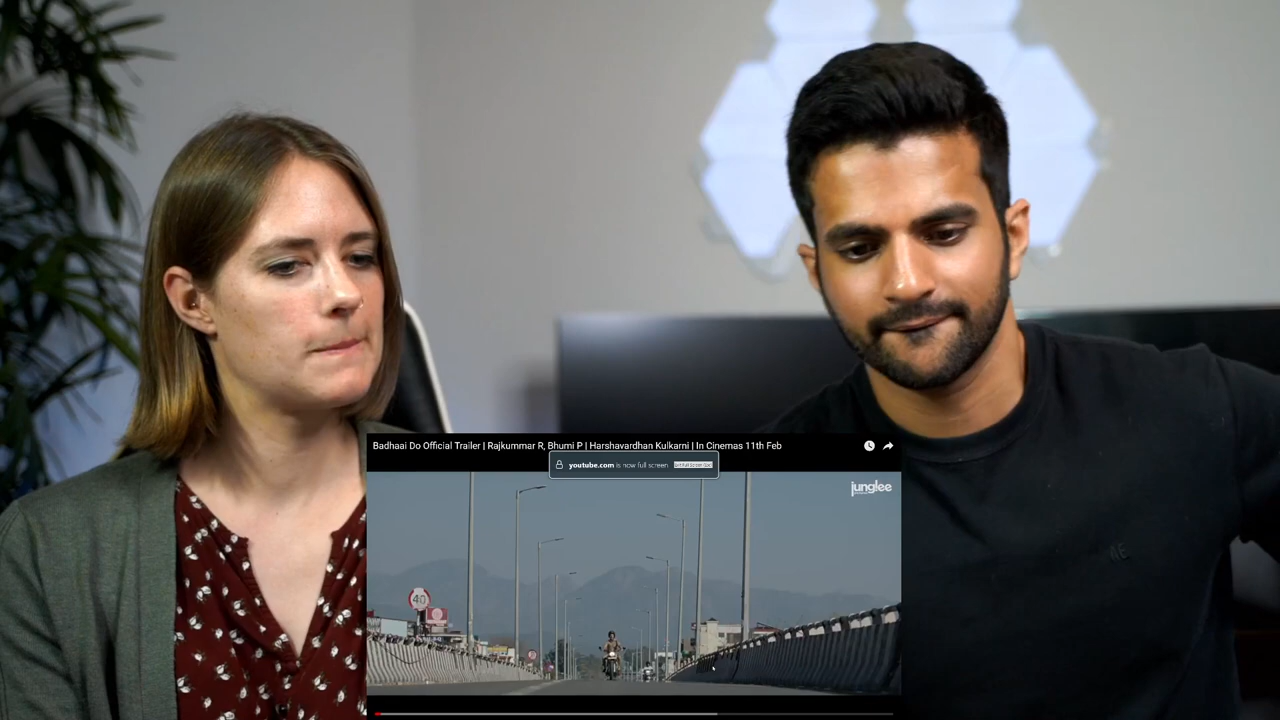 Badhaai Do Official Trailer | Rajkummar R, Bhumi P | Harshavardhan Kulkarni | In Cinemas 11th Feb
youtube.com is now full screen
junglee
40